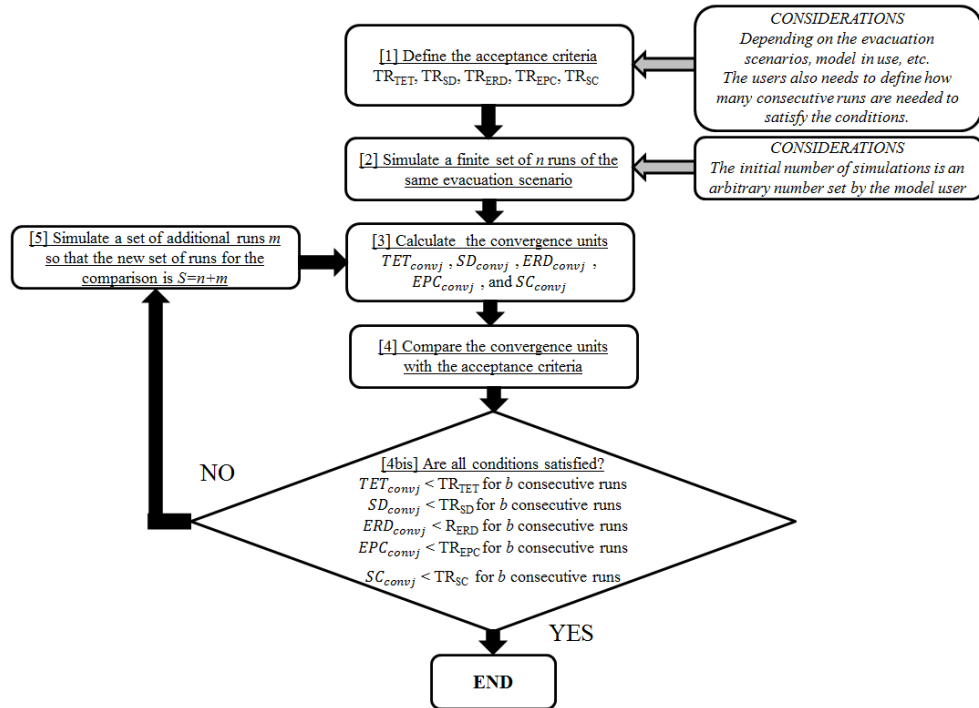 [1] Define the acceptance criteria
TR_TET, TR_SD, TR_ERD, TR_EPC, TR_SC
CONSIDERATIONS
Depending on the evacuation
scenarios, model in use, etc.
The users also needs to define how
many consecutive runs are needed to
satisfy the conditions.
[2] Simulate a finite set of n runs of the
same evacuation scenario
CONSIDERATIONS
The initial number of simulations is an
arbitrary number set by the model user
[5] Simulate a set of additional runs m
so that the new set of runs for the
comparison is S=n+m
[3] Calculate the convergence units
TET_convj , SD_convj , ERD_convj ,
EPC_convj , and SC_convj
[4] Compare the convergence units
with the acceptance criteria
[4bis] Are all conditions satisfied?
TET_convj < TR_TET for b consecutive runs
SD_convj < TR_SD for b consecutive runs
ERD_convj < R_ERD for b consecutive runs
EPC_convj < TR_EPC for b consecutive runs
SC_convj < TR_SC for b consecutive runs
NO
YES
END